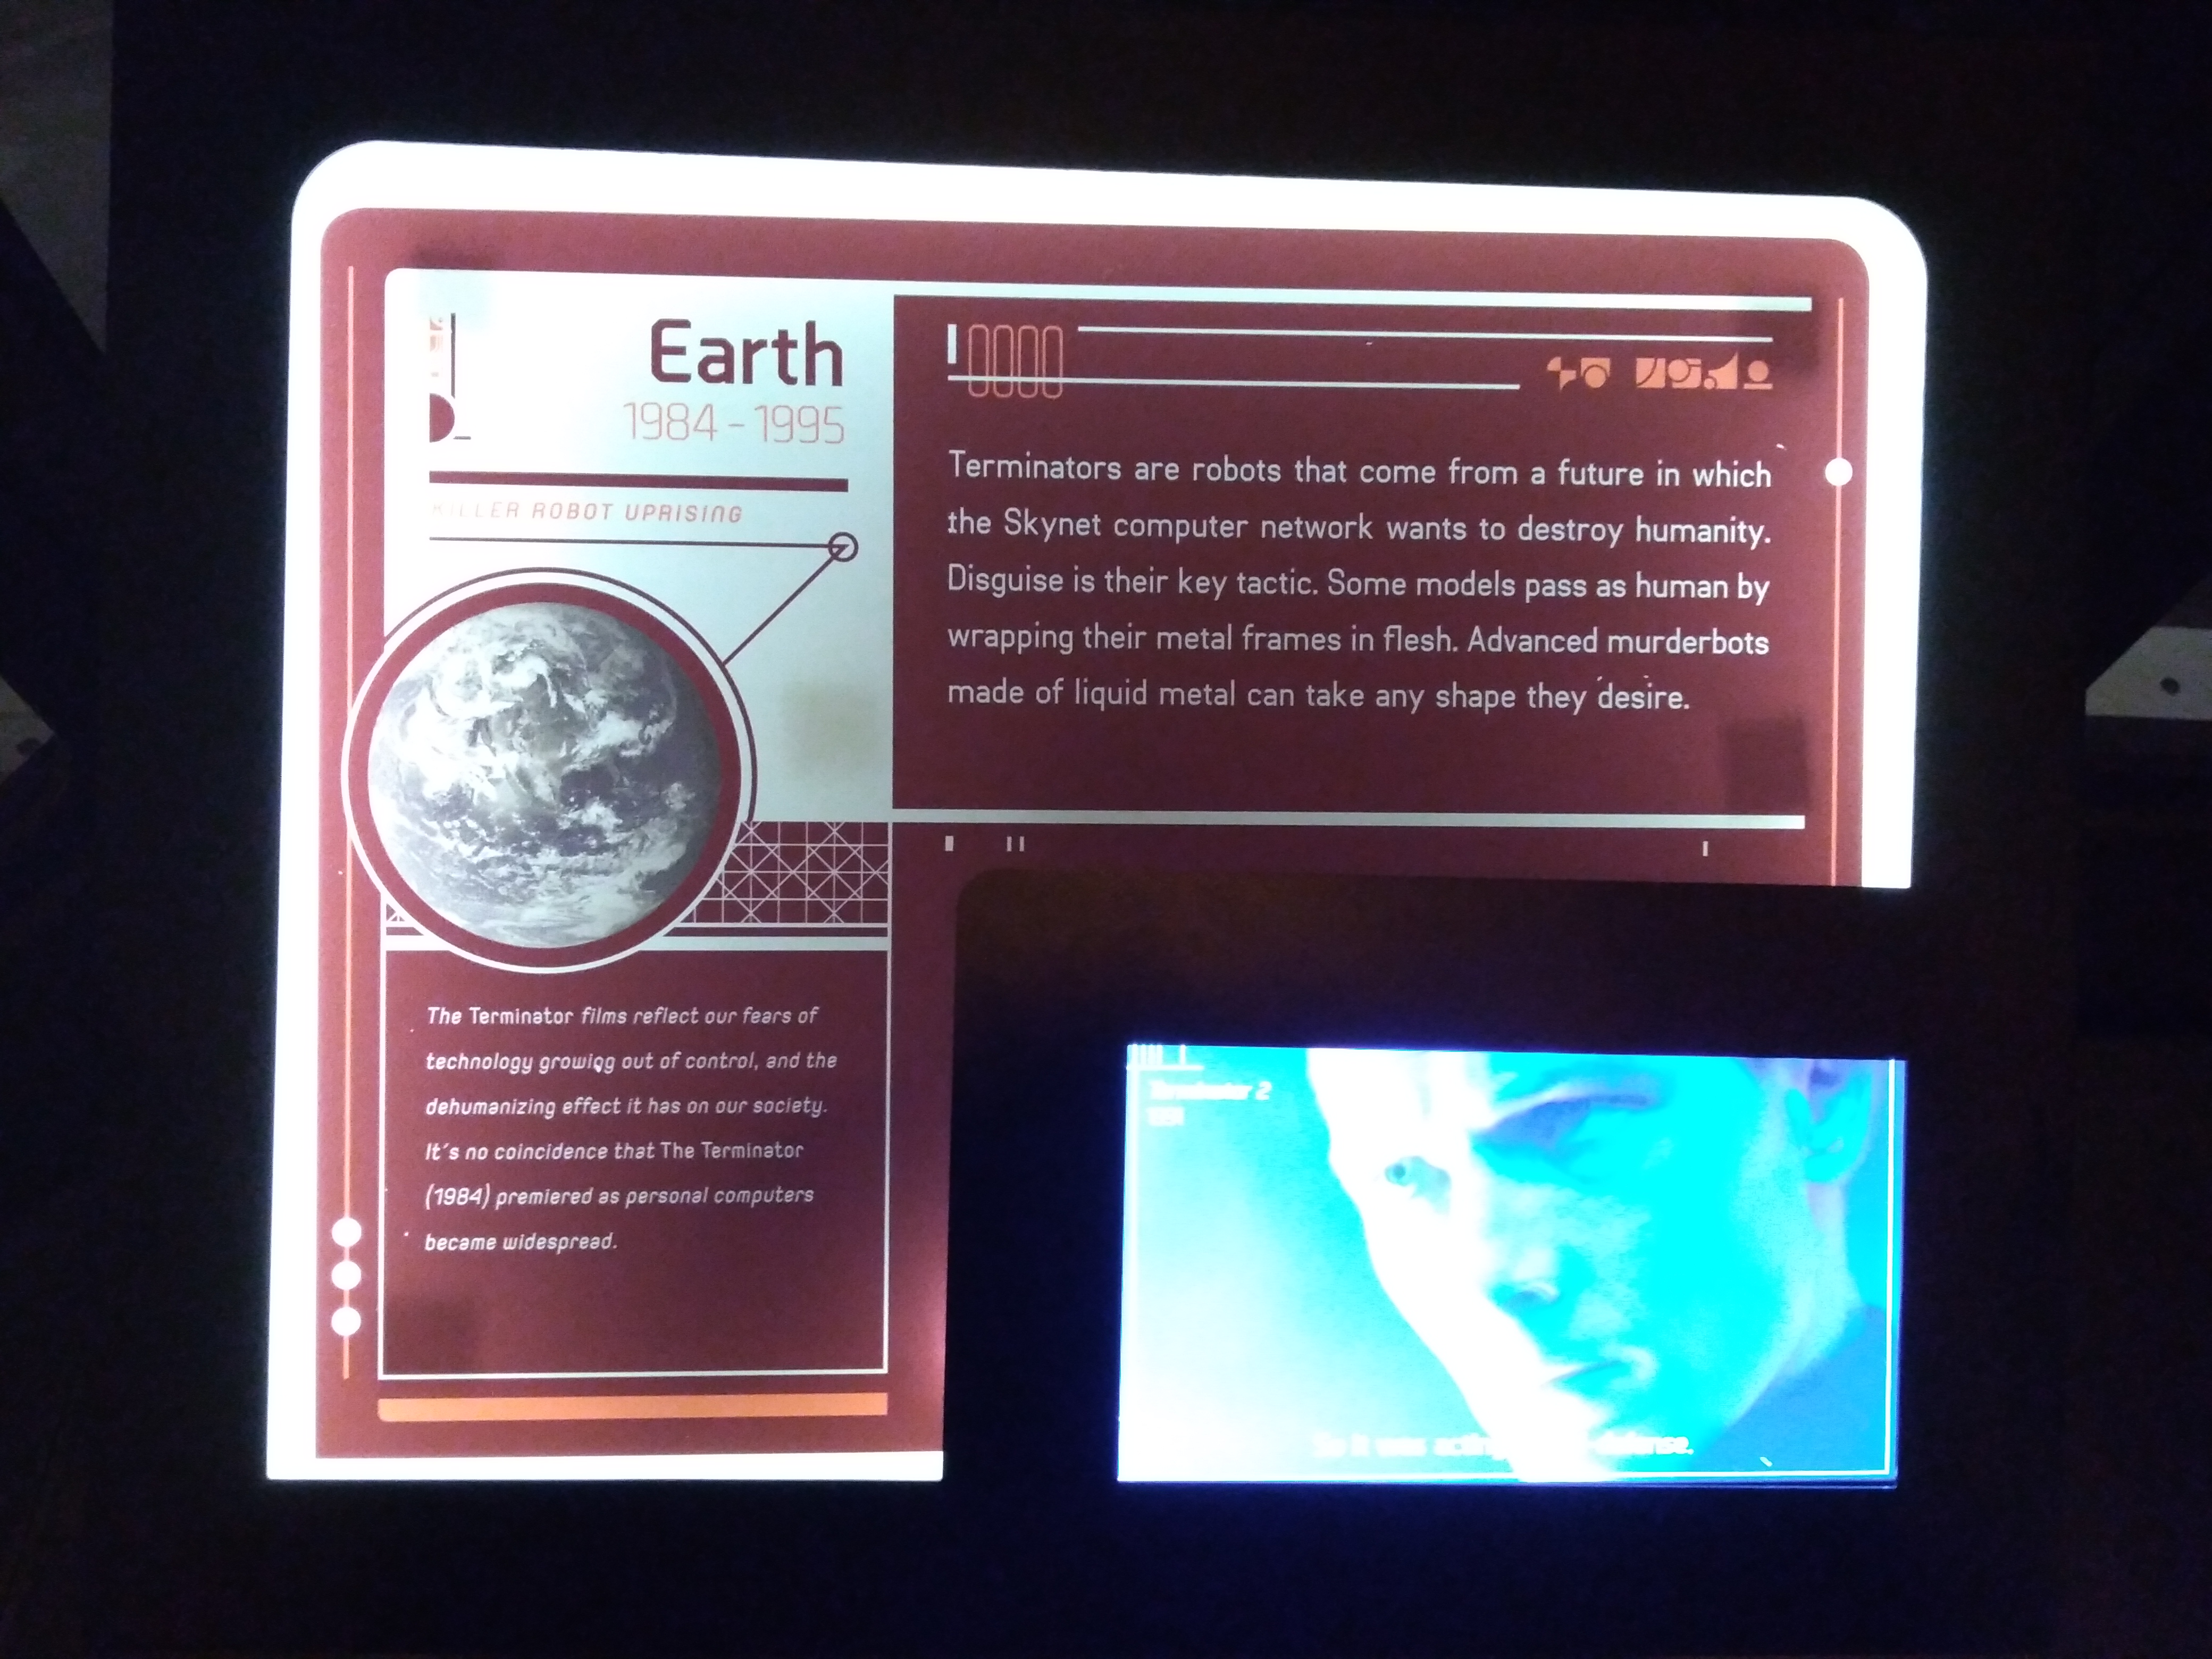 Earth
1984 - 1995
KILLER ROBOT UPRISING
Terminators are robots that come from a future in which
the Skynet computer network wants to destroy humanity.
Disguise is their key tactic. Some models pass as human by
wrapping their metal frames in flesh. Advanced murderbots
made of liquid metal can take any shape they desire.
The Terminator films reflect our fears of
technology growing out of control, and the
dehumanizing effect it has on our society.
It's no coincidence that The Terminator
(1984) premiered as personal computers
became widespread.
Terminator 2